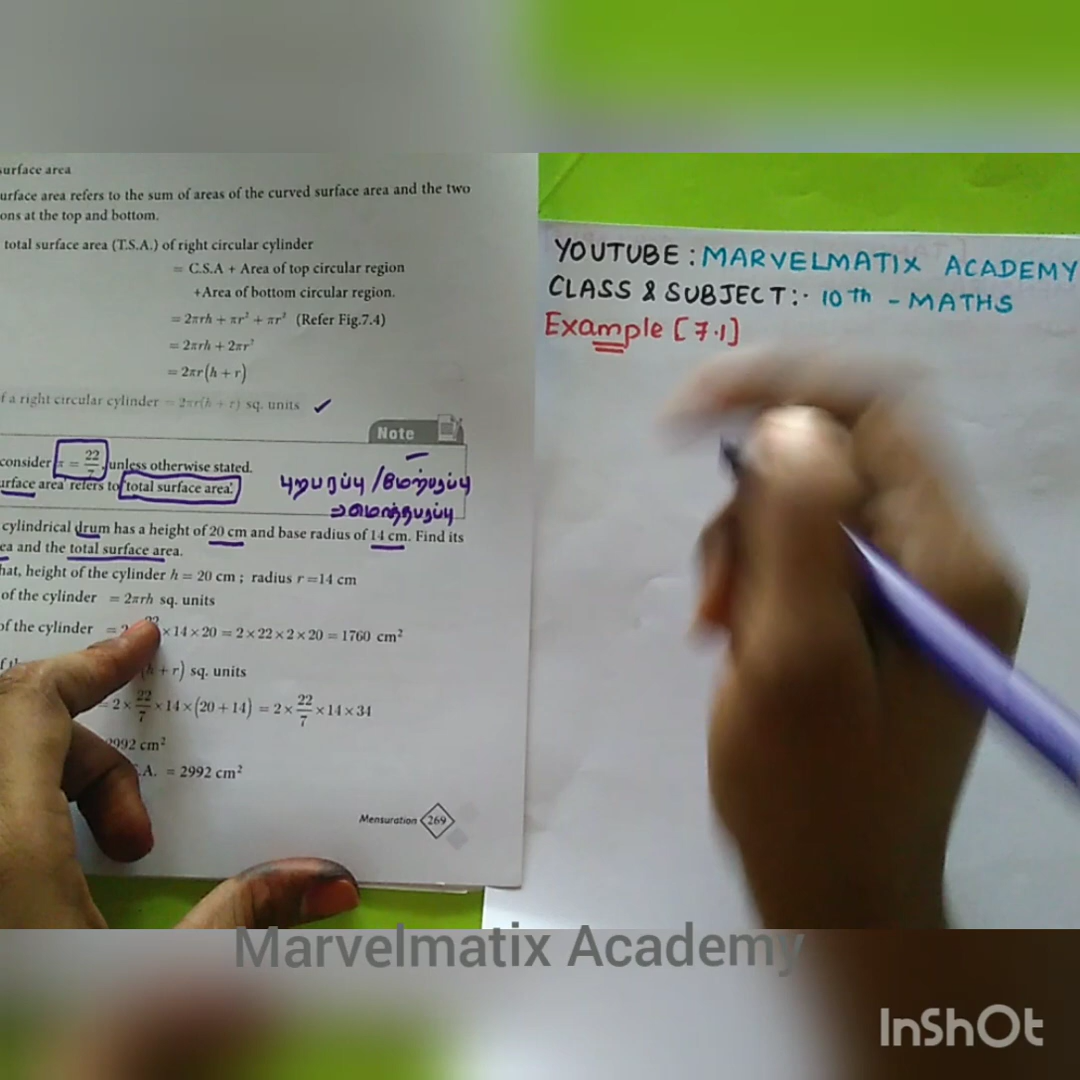 surface area
urface area refers to the sum of areas of the curved surface area and the two
ons at the top and bottom.
total surface area (T.S.A.) of right circular cylinder
= C.S.A + Area of top circular region
+Area of bottom circular region.
= 2πrh + πr² + πr² (Refer Fig.7.4)
= 2πrh + 2πr²
= 2πr(h + r)
f a right circular cylinder = 2πr(h + r) sq. units ✓
Note
consider π = 22/7, unless otherwise stated.
urface area' refers to 'total surface area'.
புறபரப்பு /மேற்பரப்பு
மொத்தபரப்பு
cylindrical drum has a height of 20 cm and base radius of 14 cm. Find its
ea and the total surface area.
hat, height of the cylinder h = 20 cm ; radius r =14 cm
of the cylinder = 2πrh sq. units
of the cylinder = 2 × 14 × 20 = 2 × 22 × 2 × 20 = 1760 cm²
(h + r) sq. units
= 2 × 22/7 × 14 × (20 + 14) = 2 × 22/7 × 14 × 34
2992 cm²
.A. = 2992 cm²
Mensuration 269
YOUTUBE : MARVELMATIX ACADEMY
CLASS & SUBJECT:- 10th - MATHS
Example [7.1]
Marvelmatix Academy
InShOt